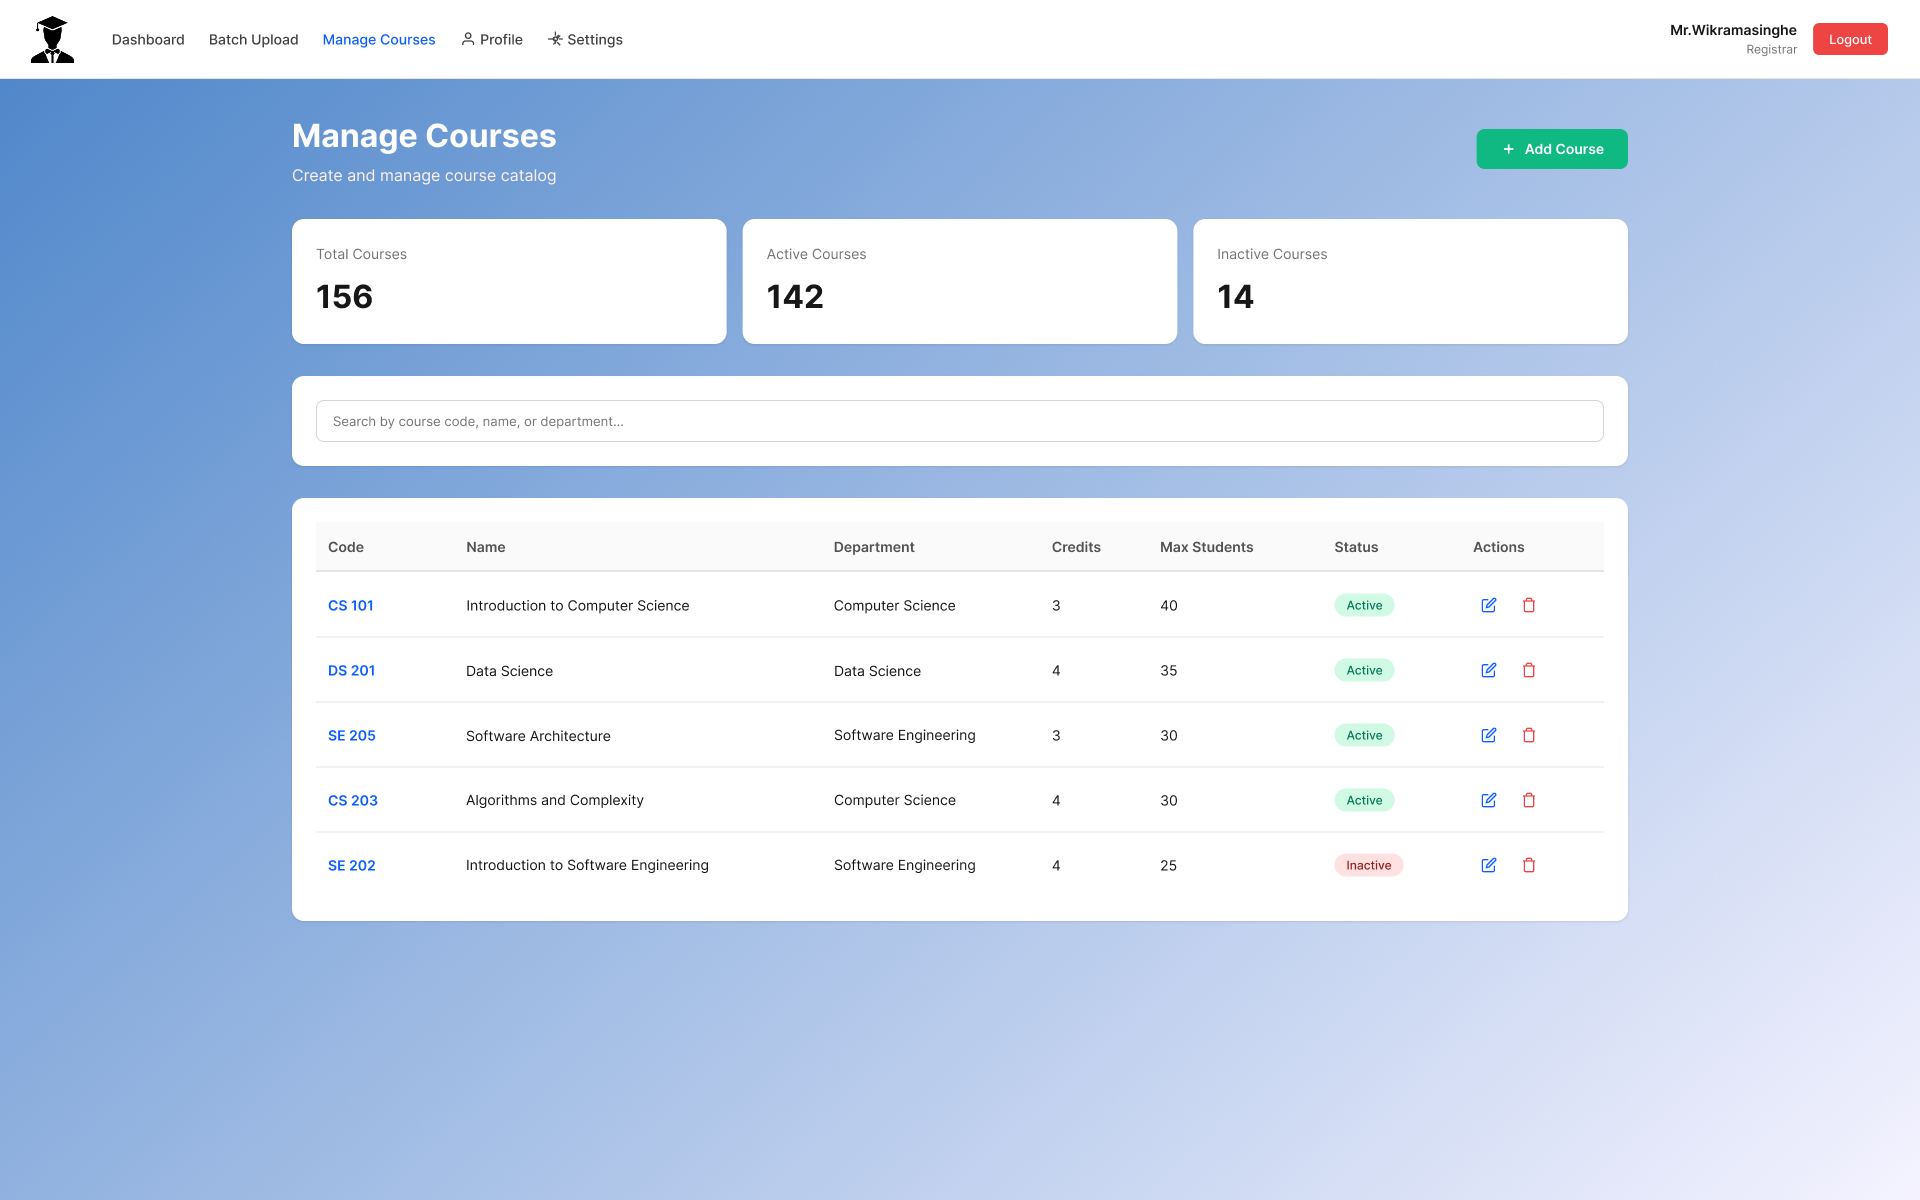 Dashboard Batch Upload Manage Courses Profile Settings
Mr.Wikramasinghe
Registrar
Logout
Manage Courses
Create and manage course catalog
+ Add Course
Total Courses
156
Active Courses
142
Inactive Courses
14
Search by course code, name, or department...
Code Name Department Credits Max Students Status Actions
CS 101 Introduction to Computer Science Computer Science 3 40 Active
DS 201 Data Science Data Science 4 35 Active
SE 205 Software Architecture Software Engineering 3 30 Active
CS 203 Algorithms and Complexity Computer Science 4 30 Active
SE 202 Introduction to Software Engineering Software Engineering 4 25 Inactive